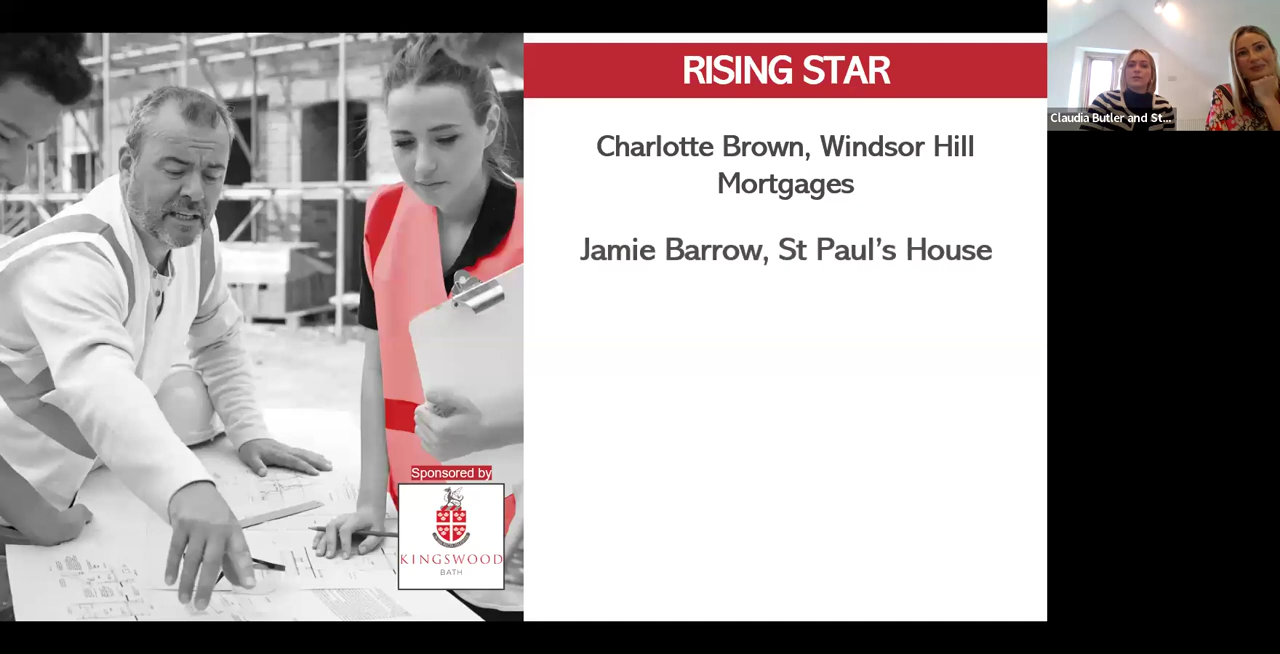 RISING STAR
Charlotte Brown, Windsor Hill
Mortgages
Jamie Barrow, St Paul’s House
Sponsored by
KINGSWOOD
BATH
Claudia Butler and St...